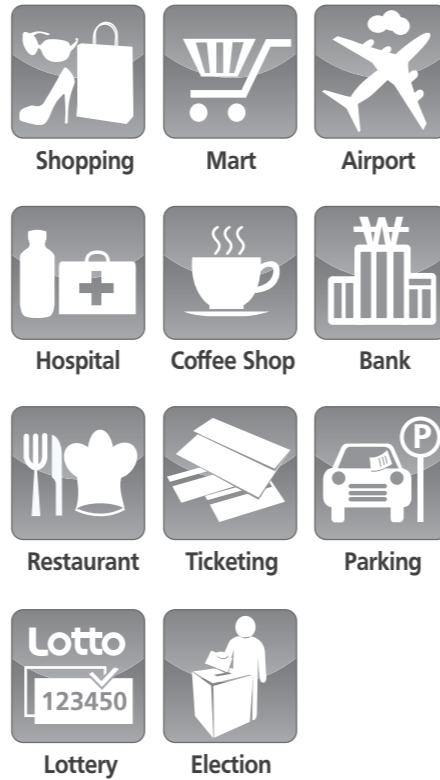 Shopping
Mart
Airport
₩
Hospital
Coffee Shop
Bank
P
Restaurant
Ticketing
Parking
Lotto
123450
Lottery
Election